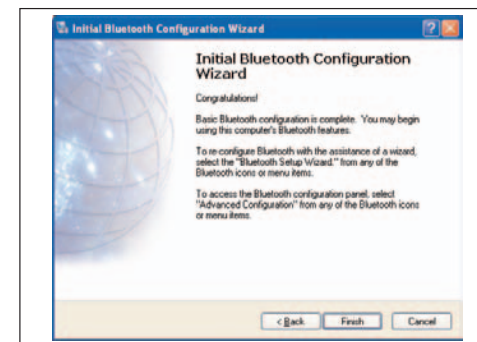 Initial Bluetooth Configuration Wizard
Initial Bluetooth Configuration
Wizard
Congratulations!
Basic Bluetooth configuration is complete. You may begin
using this computer's Bluetooth features.
To re-configure Bluetooth with the assistance of a wizard,
select the "Bluetooth Setup Wizard." from any of the
Bluetooth icons or menu items.
To access the Bluetooth configuration panel, select
"Advanced Configuration" from any of the Bluetooth icons
or menu items.
< Back
Finish
Cancel